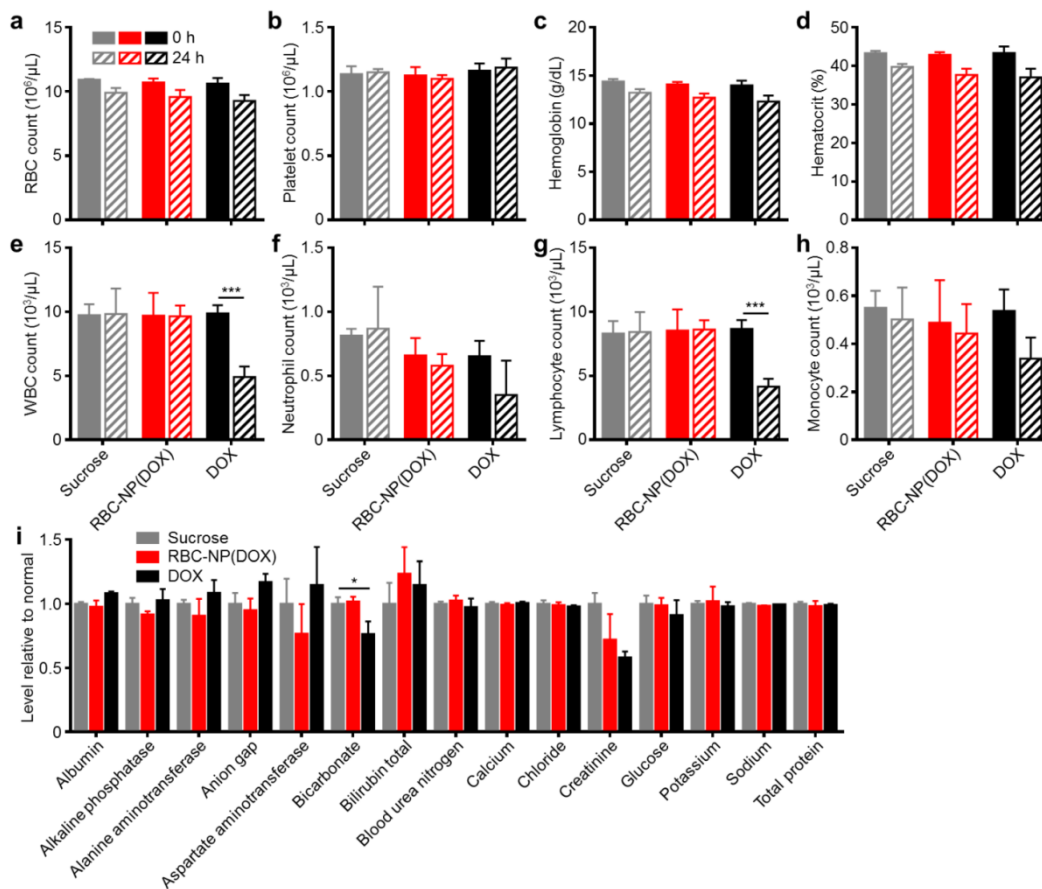 a
RBC count (10⁶/µL)
15
10
5
0
0 h
24 h
b
Platelet count (10⁶/µL)
1.5
1.0
0.5
0
c
Hemoglobin (g/dL)
20
15
10
5
0
d
Hematocrit (%)
50
40
30
20
10
0
e
WBC count (10³/µL)
15
10
5
0
***
Sucrose
RBC-NP(DOX)
DOX
f
Neutrophil count (10³/µL)
1.5
1.0
0.5
0
Sucrose
RBC-NP(DOX)
DOX
g
Lymphocyte count (10³/µL)
15
10
5
0
***
Sucrose
RBC-NP(DOX)
DOX
h
Monocyte count (10³/µL)
0.8
0.6
0.4
0.2
0
Sucrose
RBC-NP(DOX)
DOX
i
Level relative to normal
1.5
1.0
0.5
0
Sucrose
RBC-NP(DOX)
DOX
*
Albumin
Alkaline phosphatase
Alanine aminotransferase
Anion gap
Aspartate aminotransferase
Bicarbonate
Bilirubin total
Blood urea nitrogen
Calcium
Chloride
Creatinine
Glucose
Potassium
Sodium
Total protein